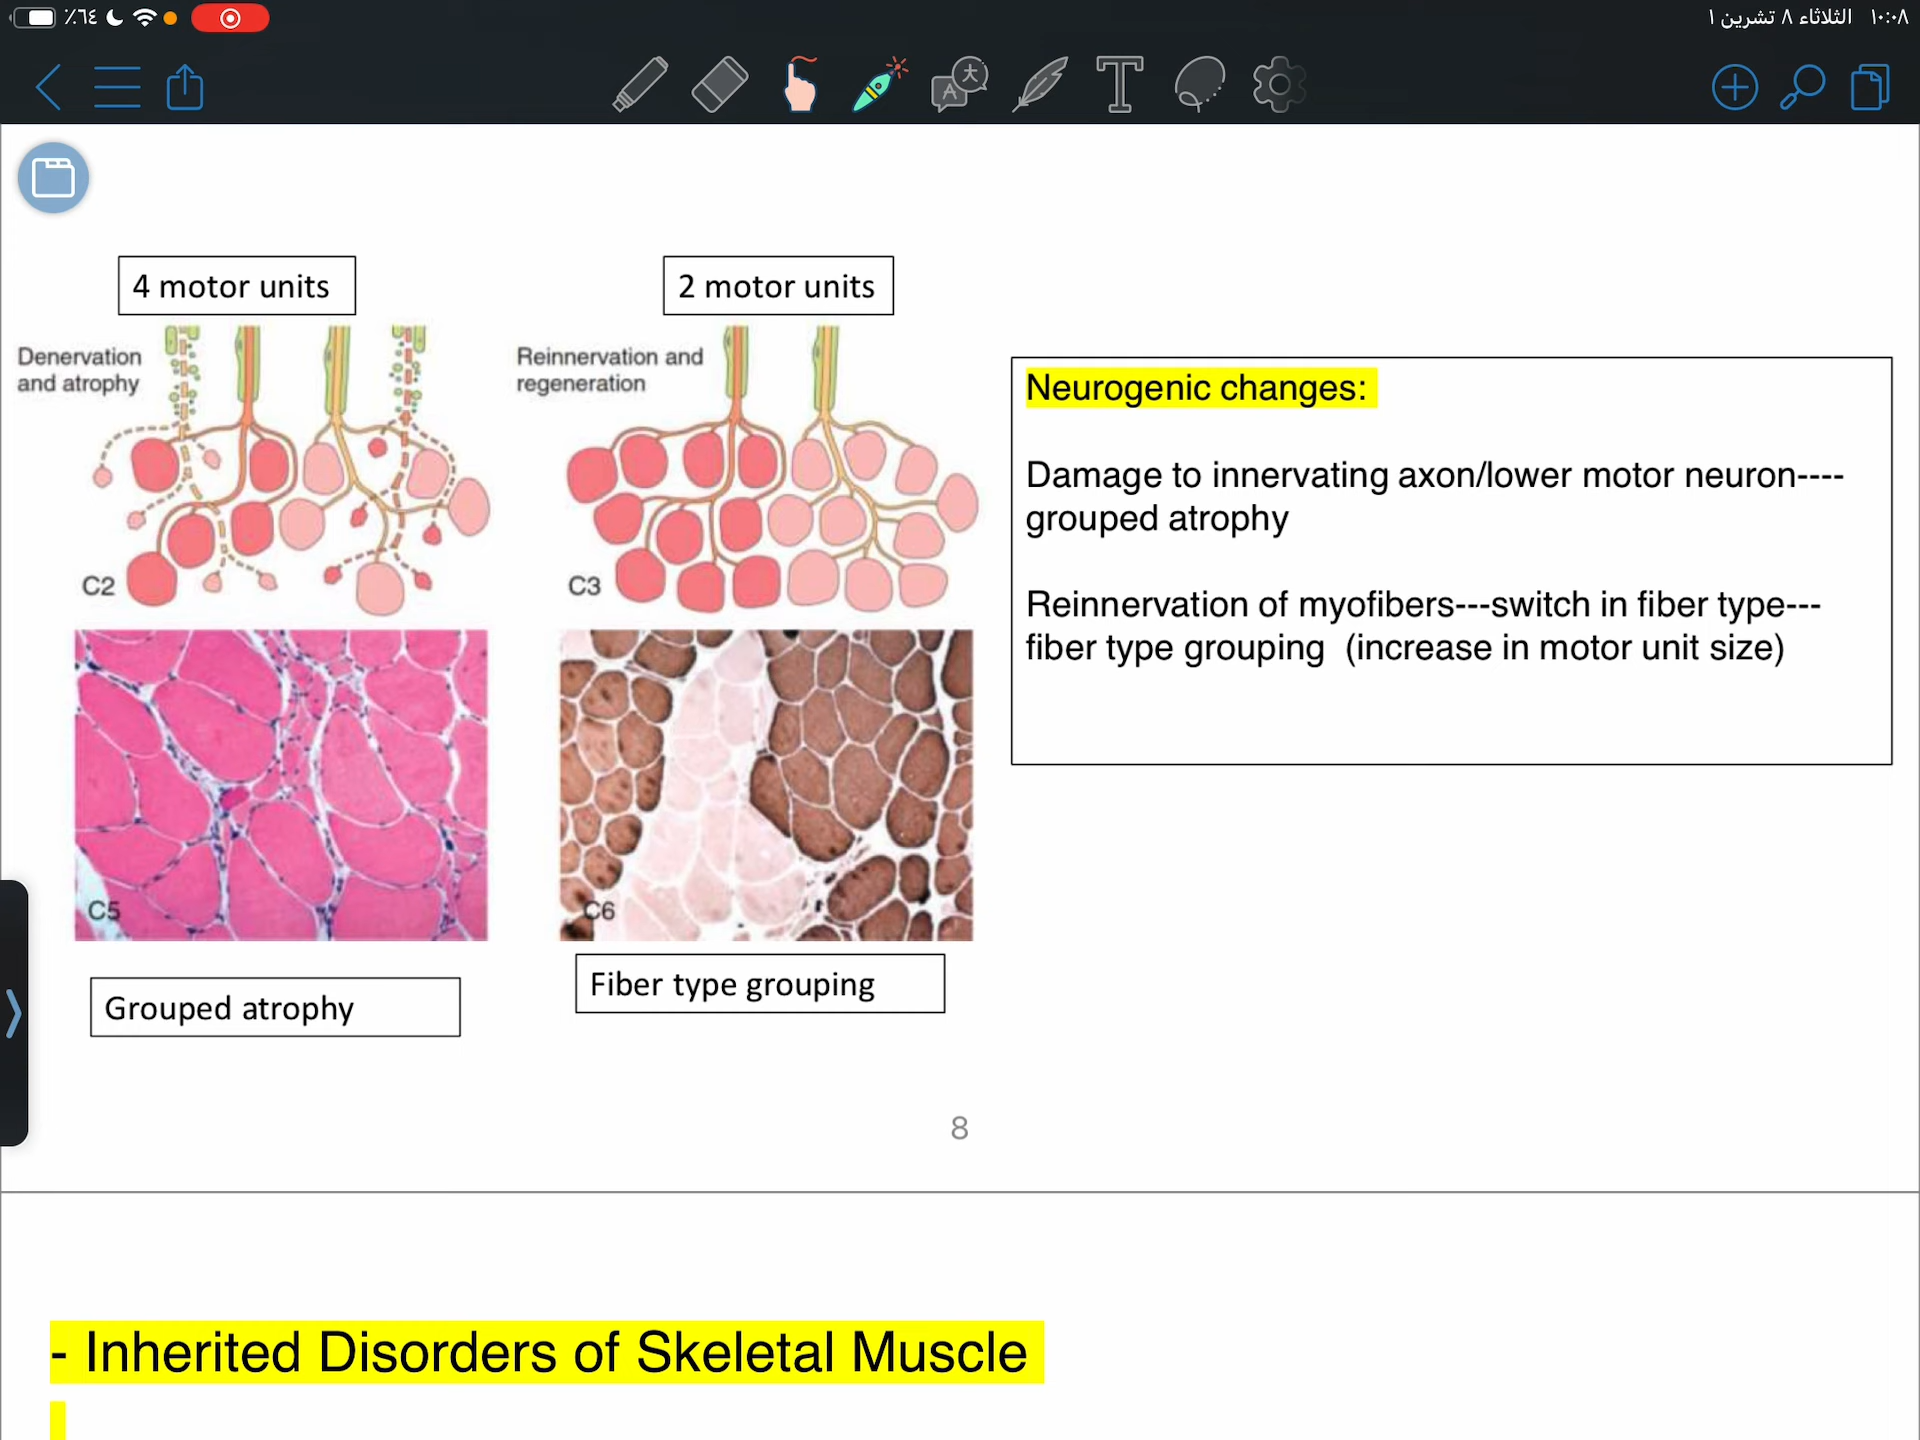 ٪٦٤
الثلاثاء ٨ تشرين ١ ١٠:٠٨
4 motor units
2 motor units
Denervation
and atrophy
Reinnervation and
regeneration
C2
C3
C5
C6
Grouped atrophy
Fiber type grouping
Neurogenic changes:
Damage to innervating axon/lower motor neuron----
grouped atrophy
Reinnervation of myofibers---switch in fiber type---
fiber type grouping (increase in motor unit size)
8
- Inherited Disorders of Skeletal Muscle